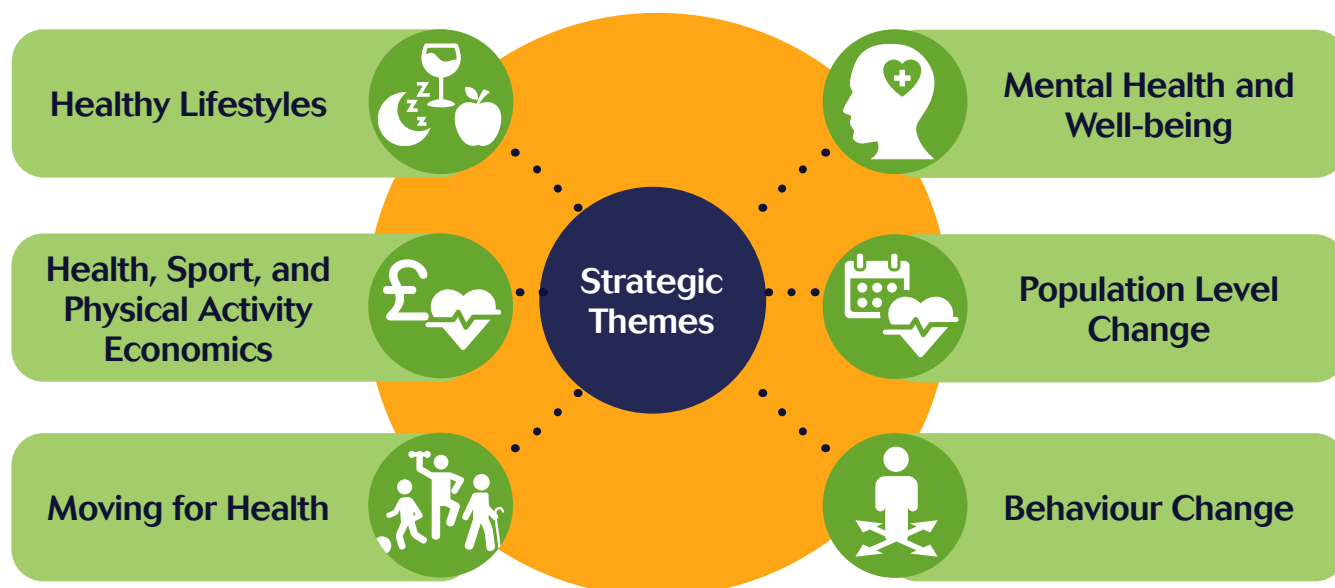 Healthy Lifestyles
Health, Sport, and
Physical Activity
Economics
Moving for Health
z
z
z
£
Strategic
Themes
Mental Health and
Well-being
Population Level
Change
Behaviour Change